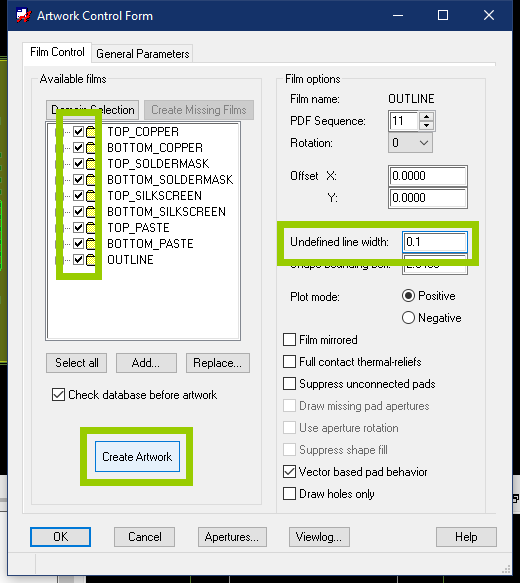 Artwork Control Form
Film Control
General Parameters
Available films
Domain Selection
Create Missing Films
TOP_COPPER
BOTTOM_COPPER
TOP_SOLDERMASK
BOTTOM_SOLDERMASK
TOP_SILKSCREEN
BOTTOM_SILKSCREEN
TOP_PASTE
BOTTOM_PASTE
OUTLINE
Select all
Add...
Replace...
Check database before artwork
Create Artwork
Film options
Film name: OUTLINE
PDF Sequence: 11
Rotation: 0
Offset X: 0.0000
Y: 0.0000
Undefined line width: 0.1
Shape bounding box:
Plot mode: Positive
Negative
Film mirrored
Full contact thermal-reliefs
Suppress unconnected pads
Draw missing pad apertures
Use aperture rotation
Suppress shape fill
Vector based pad behavior
Draw holes only
OK
Cancel
Apertures...
Viewlog...
Help